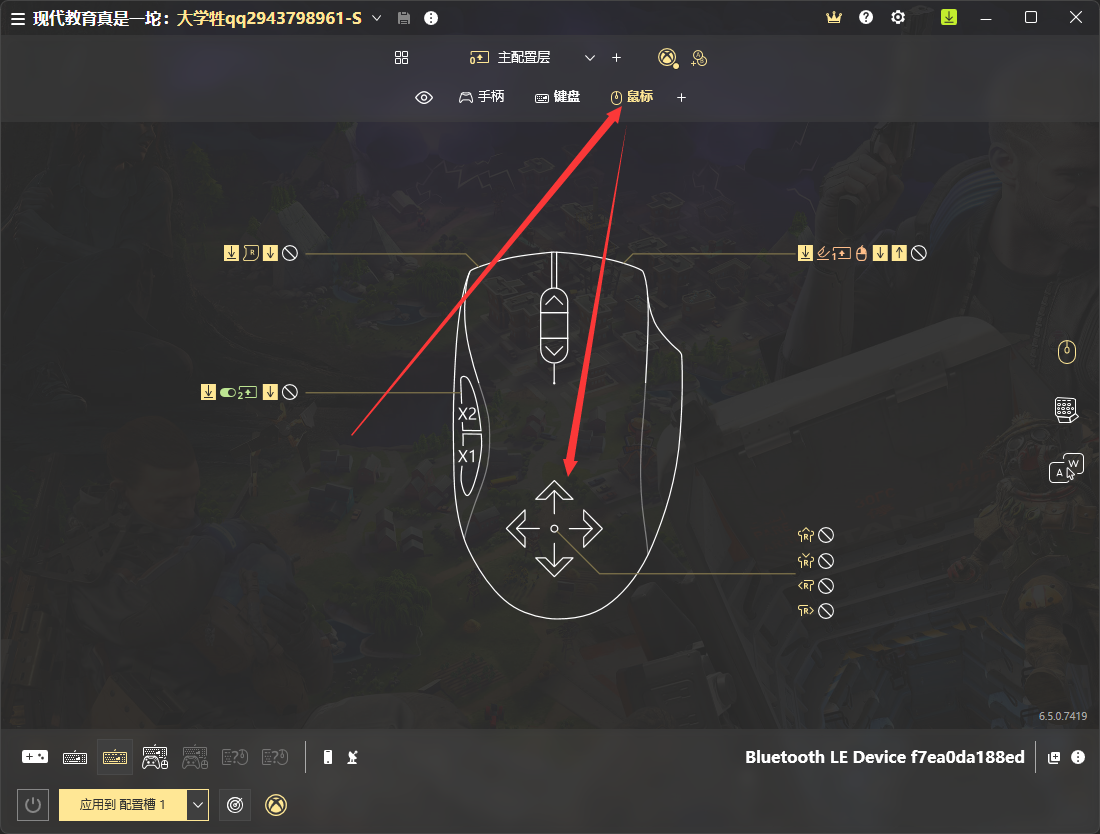 现代教育真是一坨：大学牲qq2943798961-S
主配置层
手柄 键盘 鼠标
R
1
2
X2
X1
W
A
R
R
R
R
6.5.0.7419
Bluetooth LE Device f7ea0da188ed
应用到 配置槽 1